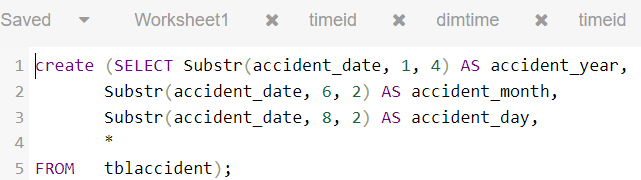 Saved ▾ Worksheet1 ✖ timeid ✖ dimtime ✖ timeid
1 create (SELECT Substr(accident_date, 1, 4) AS accident_year,
2 Substr(accident_date, 6, 2) AS accident_month,
3 Substr(accident_date, 8, 2) AS accident_day,
4 *
5 FROM tblaccident);